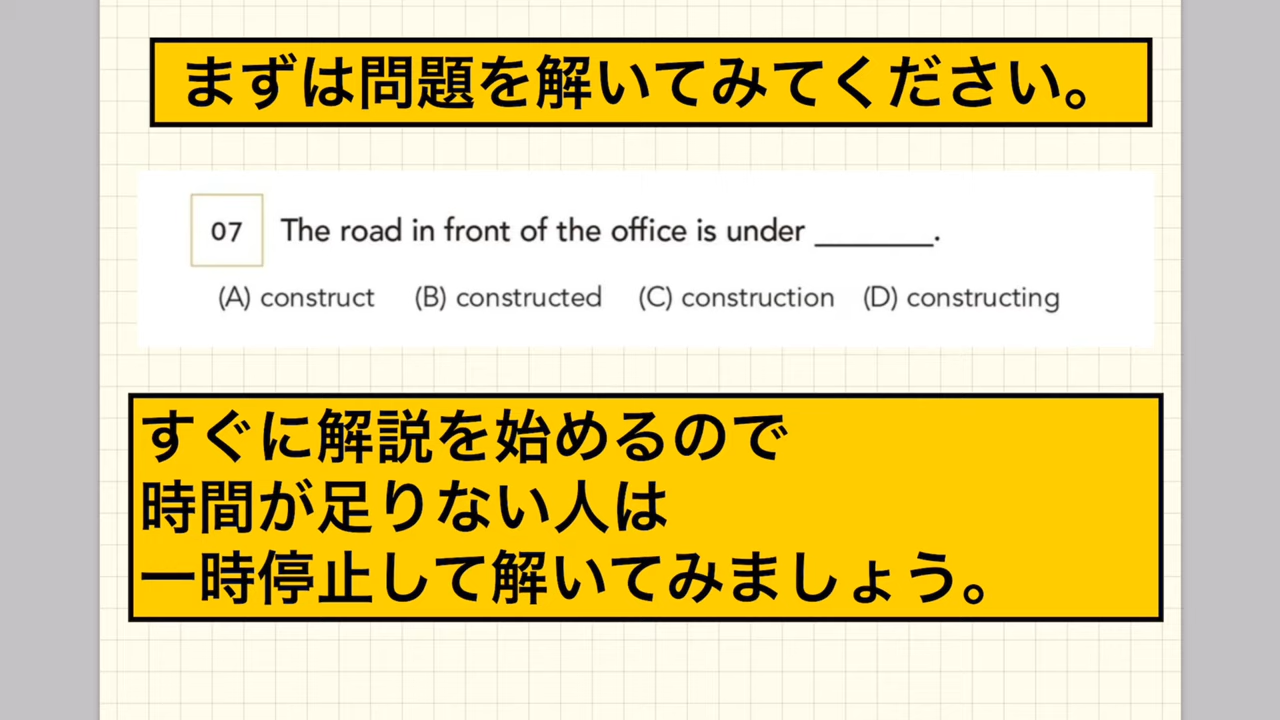 まずは問題を解いてみてください。
07 The road in front of the office is under ________.
(A) construct (B) constructed (C) construction (D) constructing
すぐに解説を始めるので
時間が足りない人は
一時停止して解いてみましょう。